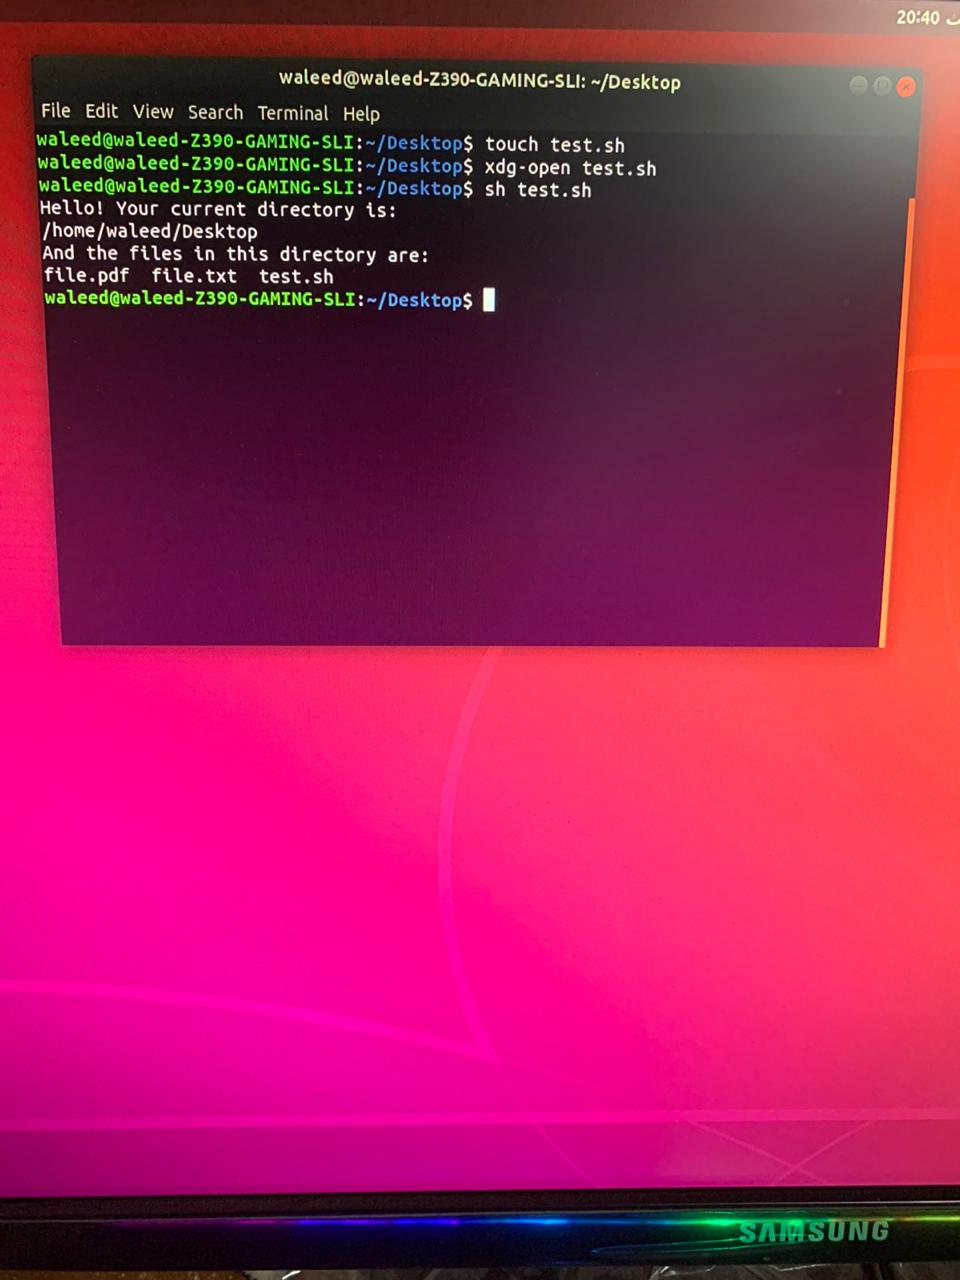 20:40
waleed@waleed-Z390-GAMING-SLI: ~/Desktop
File Edit View Search Terminal Help
waleed@waleed-Z390-GAMING-SLI:~/Desktop$ touch test.sh
waleed@waleed-Z390-GAMING-SLI:~/Desktop$ xdg-open test.sh
waleed@waleed-Z390-GAMING-SLI:~/Desktop$ sh test.sh
Hello! Your current directory is:
/home/waleed/Desktop
And the files in this directory are:
file.pdf file.txt test.sh
waleed@waleed-Z390-GAMING-SLI:~/Desktop$
SAMSUNG